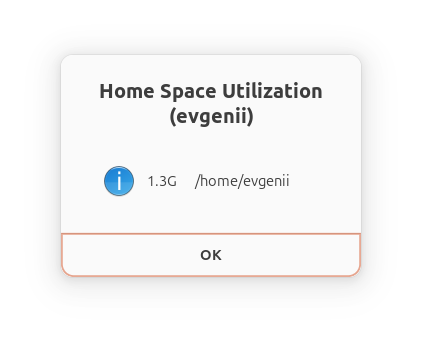 Home Space Utilization
(evgenii)
1.3G /home/evgenii
OK